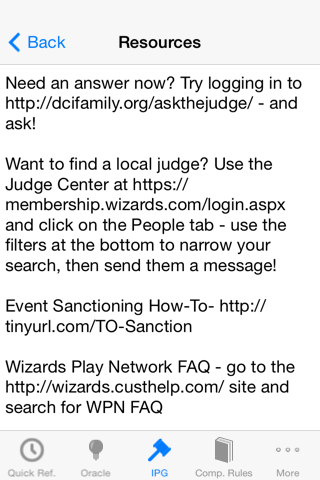 Back Resources
Need an answer now? Try logging in to
http://dcifamily.org/askthejudge/ - and
ask!
Want to find a local judge? Use the
Judge Center at https://
membership.wizards.com/login.aspx
and click on the People tab - use the
filters at the bottom to narrow your
search, then send them a message!
Event Sanctioning How-To- http://
tinyurl.com/TO-Sanction
Wizards Play Network FAQ - go to the
http://wizards.custhelp.com/ site and
search for WPN FAQ
Quick Ref. Oracle IPG Comp. Rules More